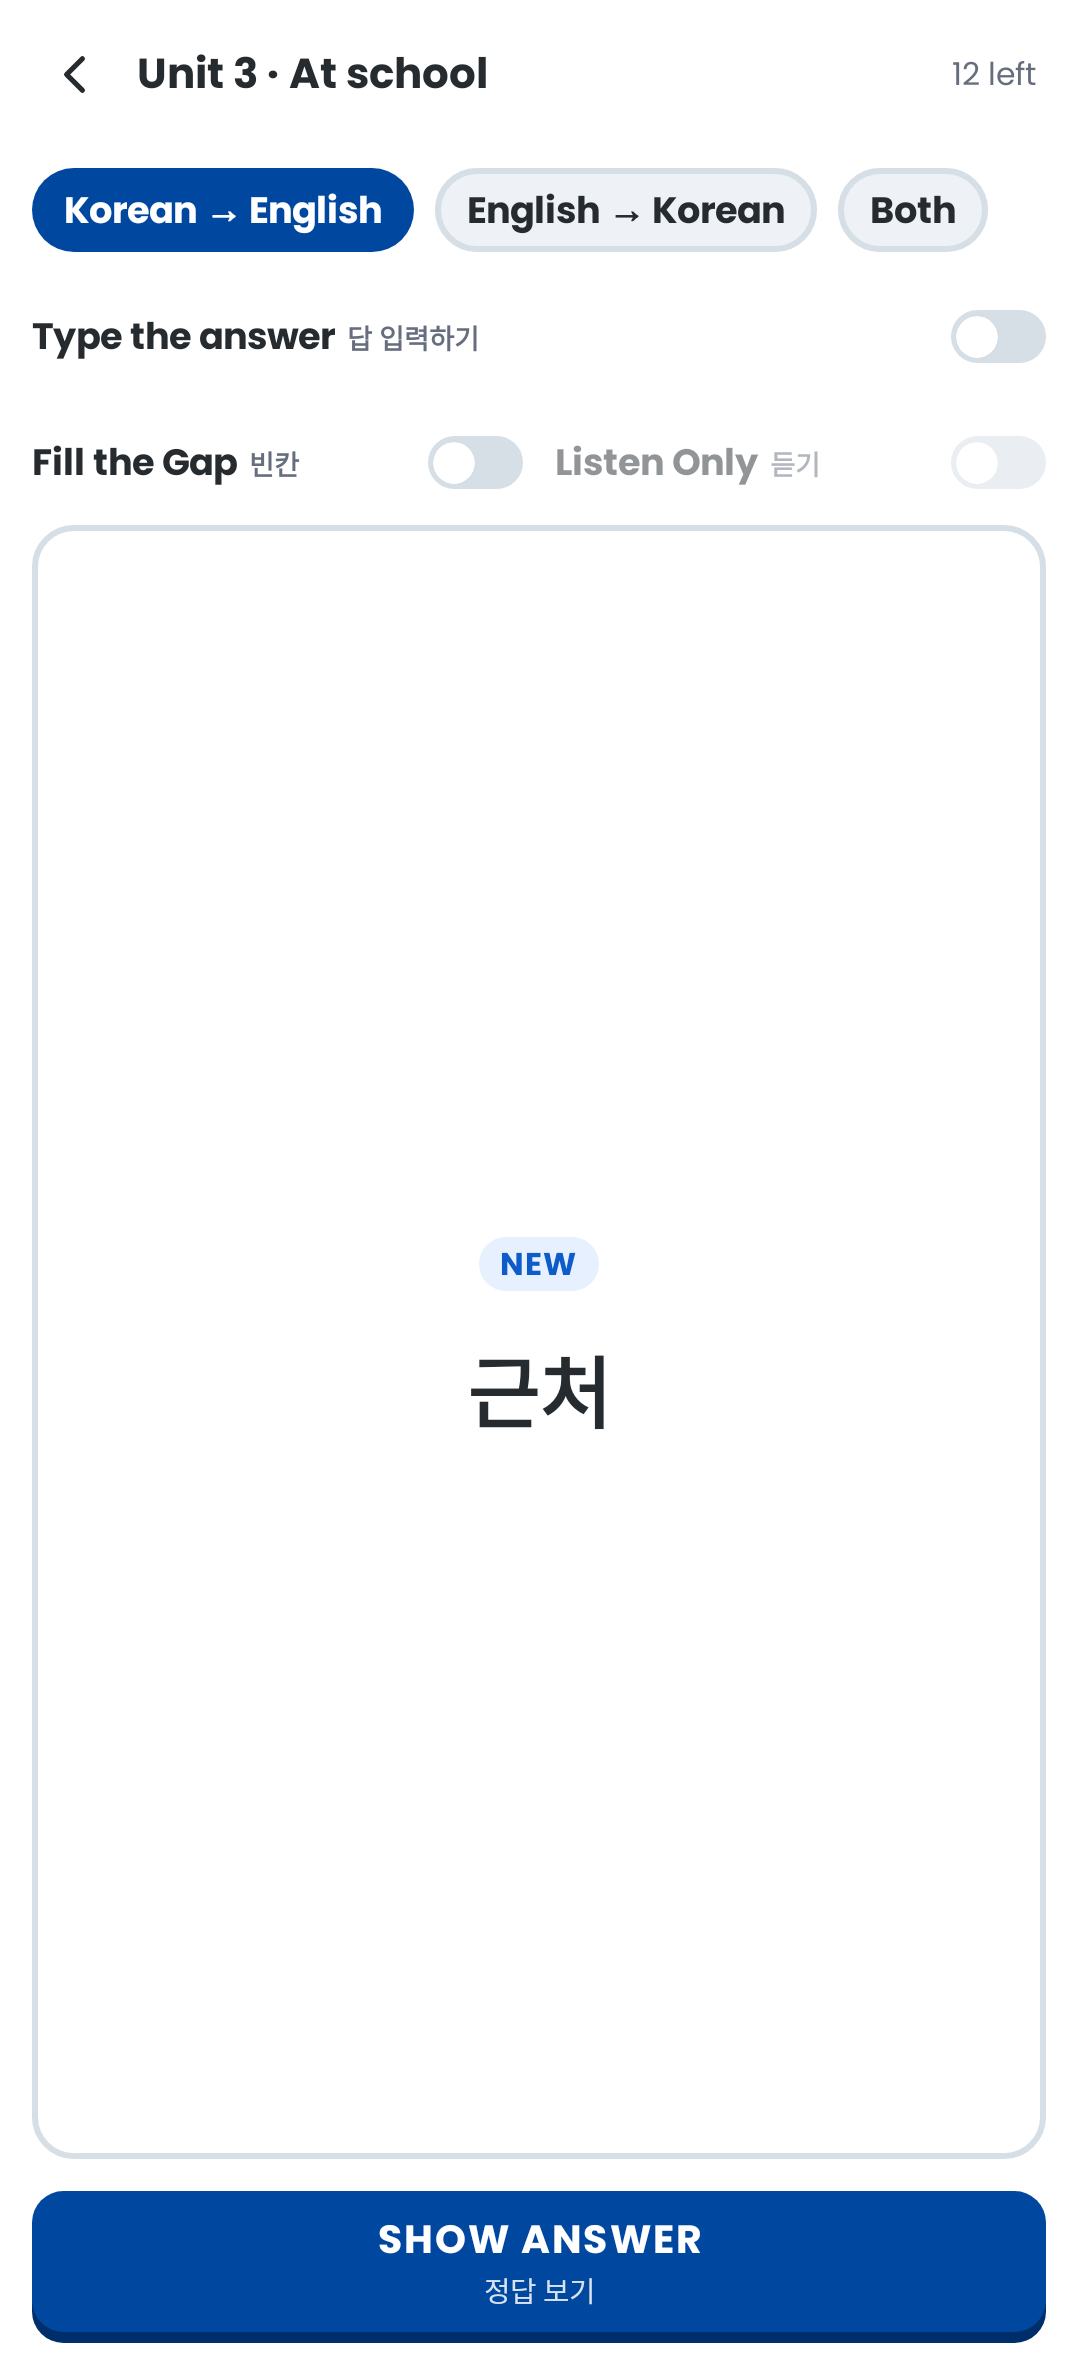 Unit 3 · At school
12 left
Korean → English
English → Korean
Both
Type the answer 답 입력하기
Fill the Gap 빈칸
Listen Only 듣기
NEW
근처
SHOW ANSWER
정답 보기